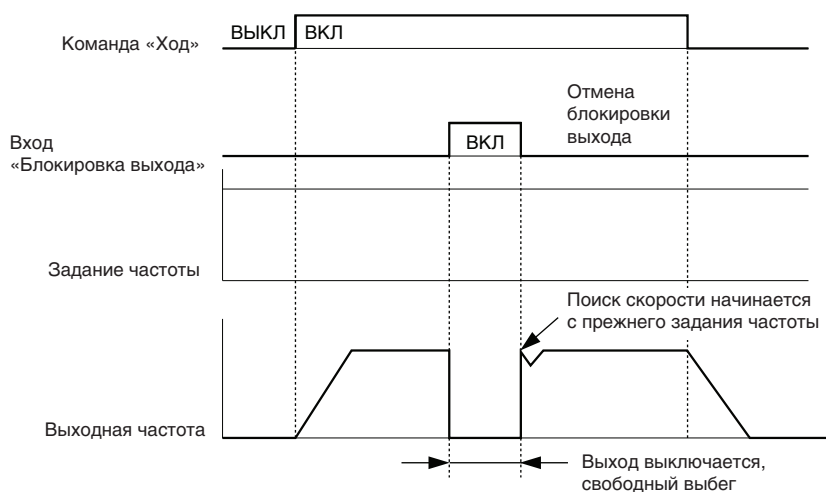 Команда «Ход»
ВЫКЛ
ВКЛ
Отмена
блокировки
выхода
Вход
«Блокировка выхода»
ВКЛ
Задание частоты
Поиск скорости начинается
с прежнего задания частоты
Выходная частота
Выход выключается,
свободный выбег